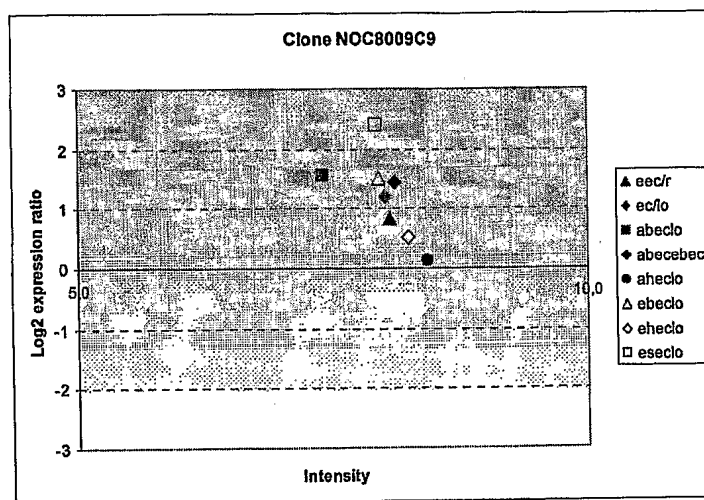 Clone NOC8009C9
Log2 expression ratio
3
2
1
0
-1
-2
-3
5,0
10,0
Intensity
eec/r
ec/lo
abeclo
abecebec
aheclo
ebeclo
eheclo
eseclo